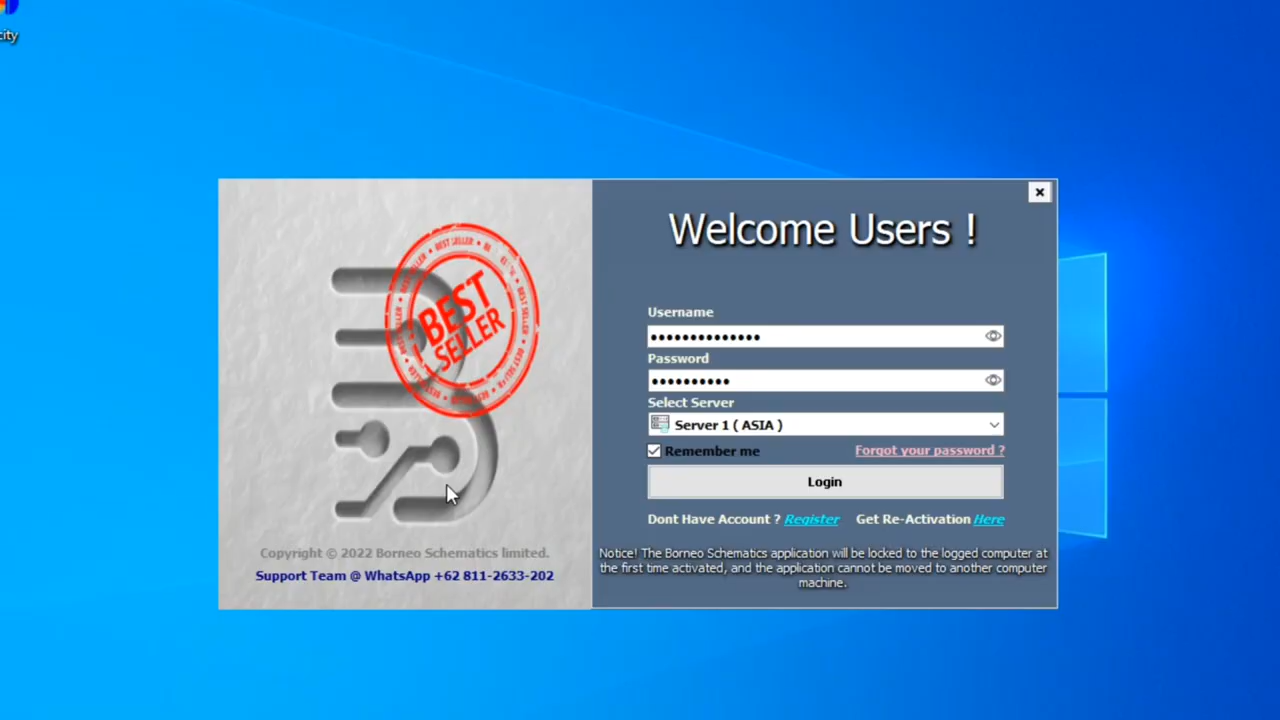 city
Welcome Users !
Username
••••••••••••••
Password
••••••••••
Select Server
Server 1 ( ASIA )
Remember me
Forgot your password ?
Login
Dont Have Account ? Register
Get Re-Activation Here
Notice! The Borneo Schematics application will be locked to the logged computer at
the first time activated, and the application cannot be moved to another computer
machine.
BEST
SELLER
BEST SELLER
Copyright © 2022 Borneo Schematics limited.
Support Team @ WhatsApp +62 811-2633-202